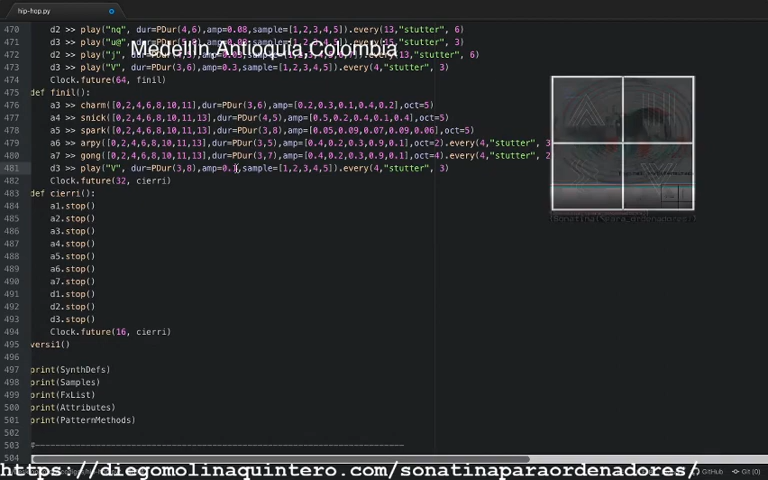 hip-hop.py
470 d2 >> play("nq", dur=PDur(4,6),amp=0.08,sample=[1,2,3,4,5]).every(13,"stutter", 6)
471 d3 >> play("u@",
Medellín,Antioquia,Colombia
472 d2 >> play("j",
473 d3 >> play("V", dur=PDur(3,6),amp=0.3,sample=[1,2,3,4,5]).every(4,"stutter", 3)
474 Clock.future(64, finil)
475 def finil():
476 a3 >> charm([0,2,4,6,8,10,11],dur=PDur(3,6),amp=[0.2,0.3,0.1,0.4,0.2],oct=5)
477 a4 >> snick([0,2,4,6,8,10,11,13],dur=PDur(4,5),amp=[0.5,0.2,0.4,0.1,0.4],oct=5)
478 a5 >> spark([0,2,4,6,8,10,11,13],dur=PDur(3,8),amp=[0.05,0.09,0.07,0.09,0.06],oct=5)
479 a6 >> arpy([0,2,4,6,8,10,11,13],dur=PDur(3,5),amp=[0.4,0.2,0.3,0.9,0.1],oct=2).every(4,"stutter", 3
480 a7 >> gong([0,2,4,6,8,10,11,13],dur=PDur(3,7),amp=[0.4,0.2,0.3,0.9,0.1],oct=4).every(4,"stutter", 2
481 d3 >> play("V", dur=PDur(3,8),amp=0.1,sample=[1,2,3,4,5]).every(4,"stutter", 3)
482 Clock.future(32, cierri)
483 def cierri():
484 a1.stop()
485 a2.stop()
486 a3.stop()
487 a4.stop()
488 a5.stop()
489 a6.stop()
490 a7.stop()
491 d1.stop()
492 d2.stop()
493 d3.stop()
494 Clock.future(16, cierri)
495 versi1()
496
497 print(SynthDefs)
498 print(Samples)
499 print(FxList)
500 print(Attributes)
501 print(PatternMethods)
502
503 #
504
https://diegomolinaquintero.com/sonatinaparaordenadores/
GitHub Git (0)